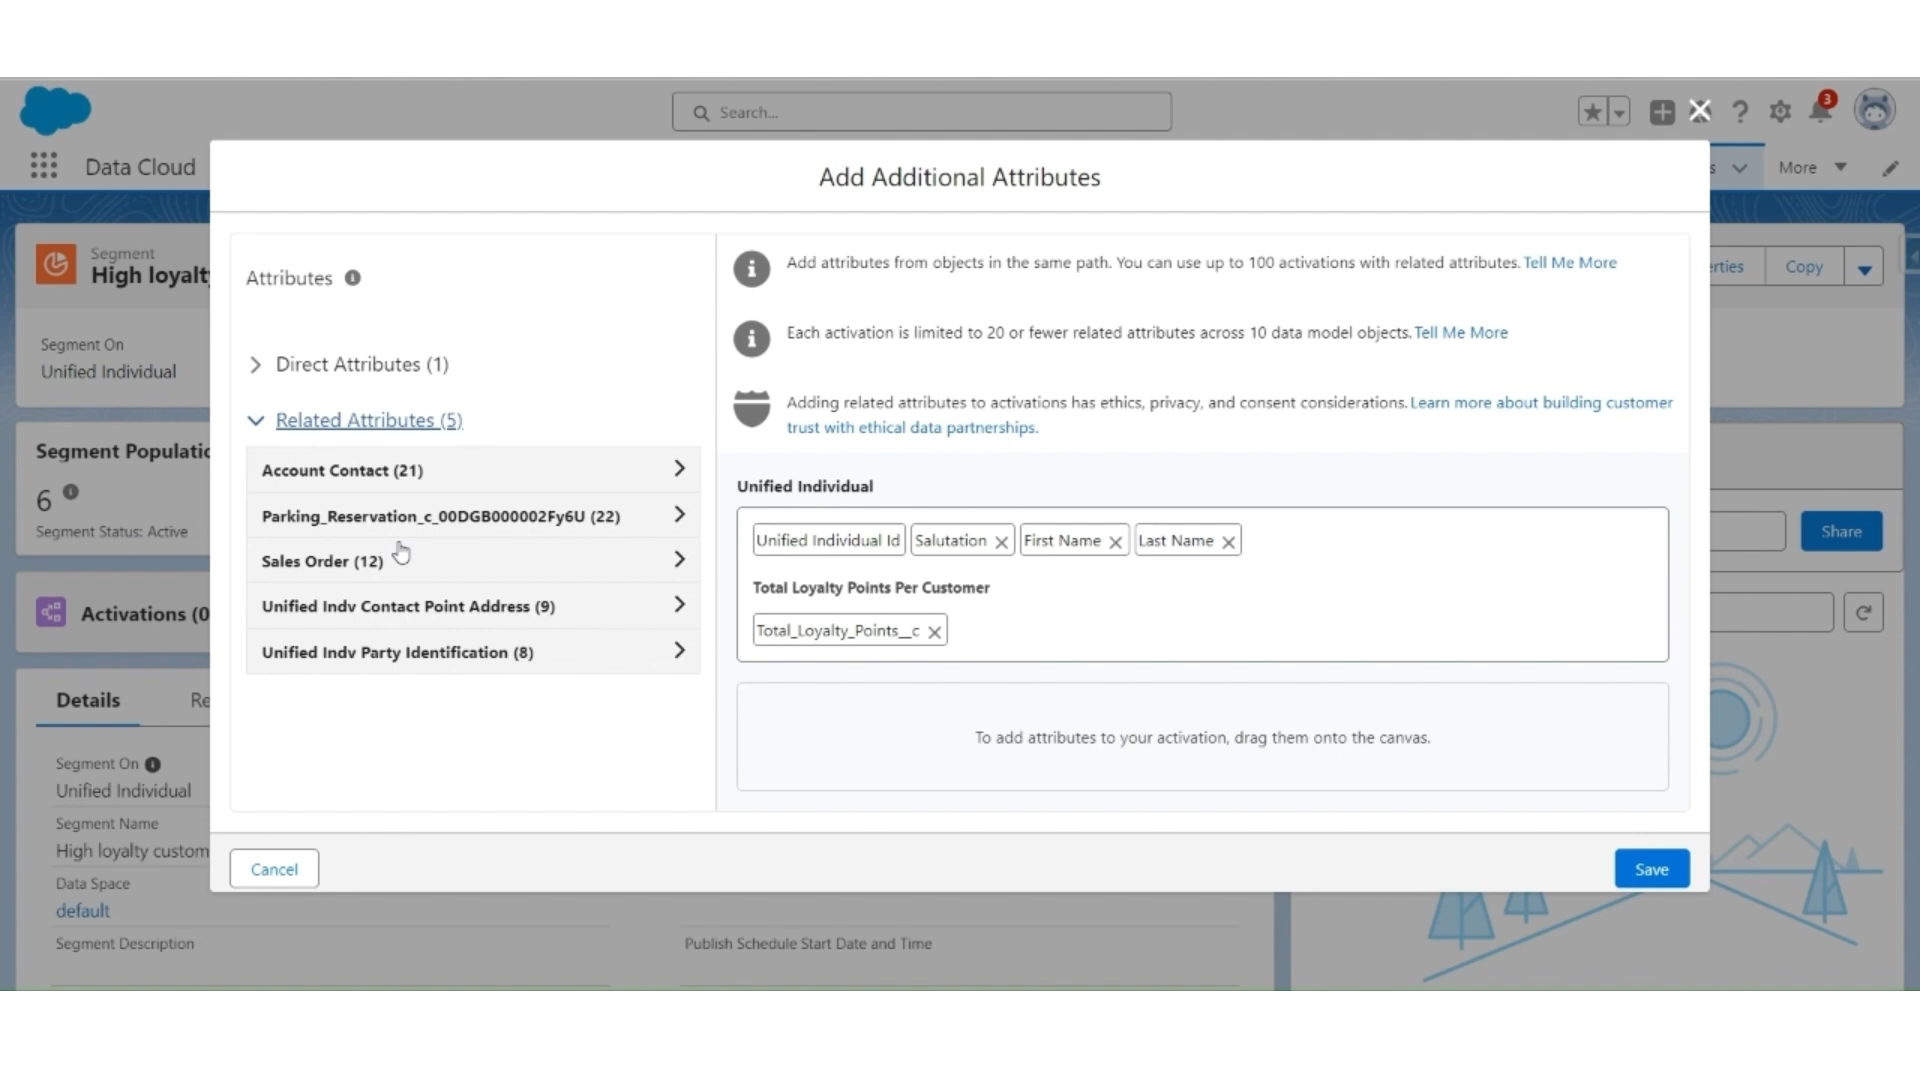 Search...
3
Data Cloud
s
More
Add Additional Attributes
Segment
High loyalty
erties
Copy
Segment On
Unified Individual
Attributes
Direct Attributes (1)
Related Attributes (5)
Account Contact (21)
Parking_Reservation_c_00DGB000002Fy6U (22)
Sales Order (12)
Unified Indv Contact Point Address (9)
Unified Indv Party Identification (8)
Add attributes from objects in the same path. You can use up to 100 activations with related attributes. Tell Me More
Each activation is limited to 20 or fewer related attributes across 10 data model objects. Tell Me More
Adding related attributes to activations has ethics, privacy, and consent considerations. Learn more about building customer
trust with ethical data partnerships.
Unified Individual
Unified Individual Id Salutation First Name Last Name
Total Loyalty Points Per Customer
Total_Loyalty_Points__c
To add attributes to your activation, drag them onto the canvas.
Cancel
Save
Segment Populatio
6
Segment Status: Active
Share
Activations (0
Details
Re
Segment On
Unified Individual
Segment Name
High loyalty custom
Data Space
default
Segment Description
Publish Schedule Start Date and Time